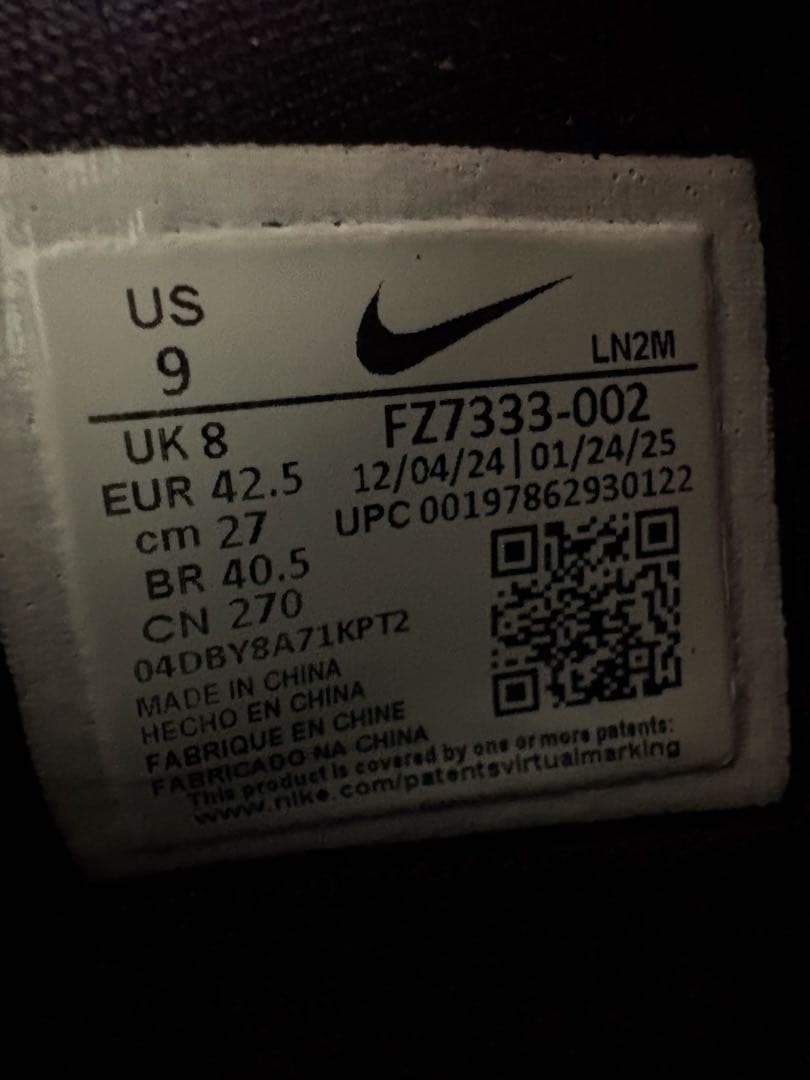 US
9
LN2M
UK 8
FZ7333-002
EUR 42.5
12/04/24 | 01/24/25
cm 27
UPC 00197862930122
BR 40.5
CN 270
04DBY8A71KPT2
MADE IN CHINA
HECHO EN CHINA
FABRIQUE EN CHINE
FABRICADO NA CHINA
This product is covered by one or more patents:
www.nike.com/patentsvirtualmarking